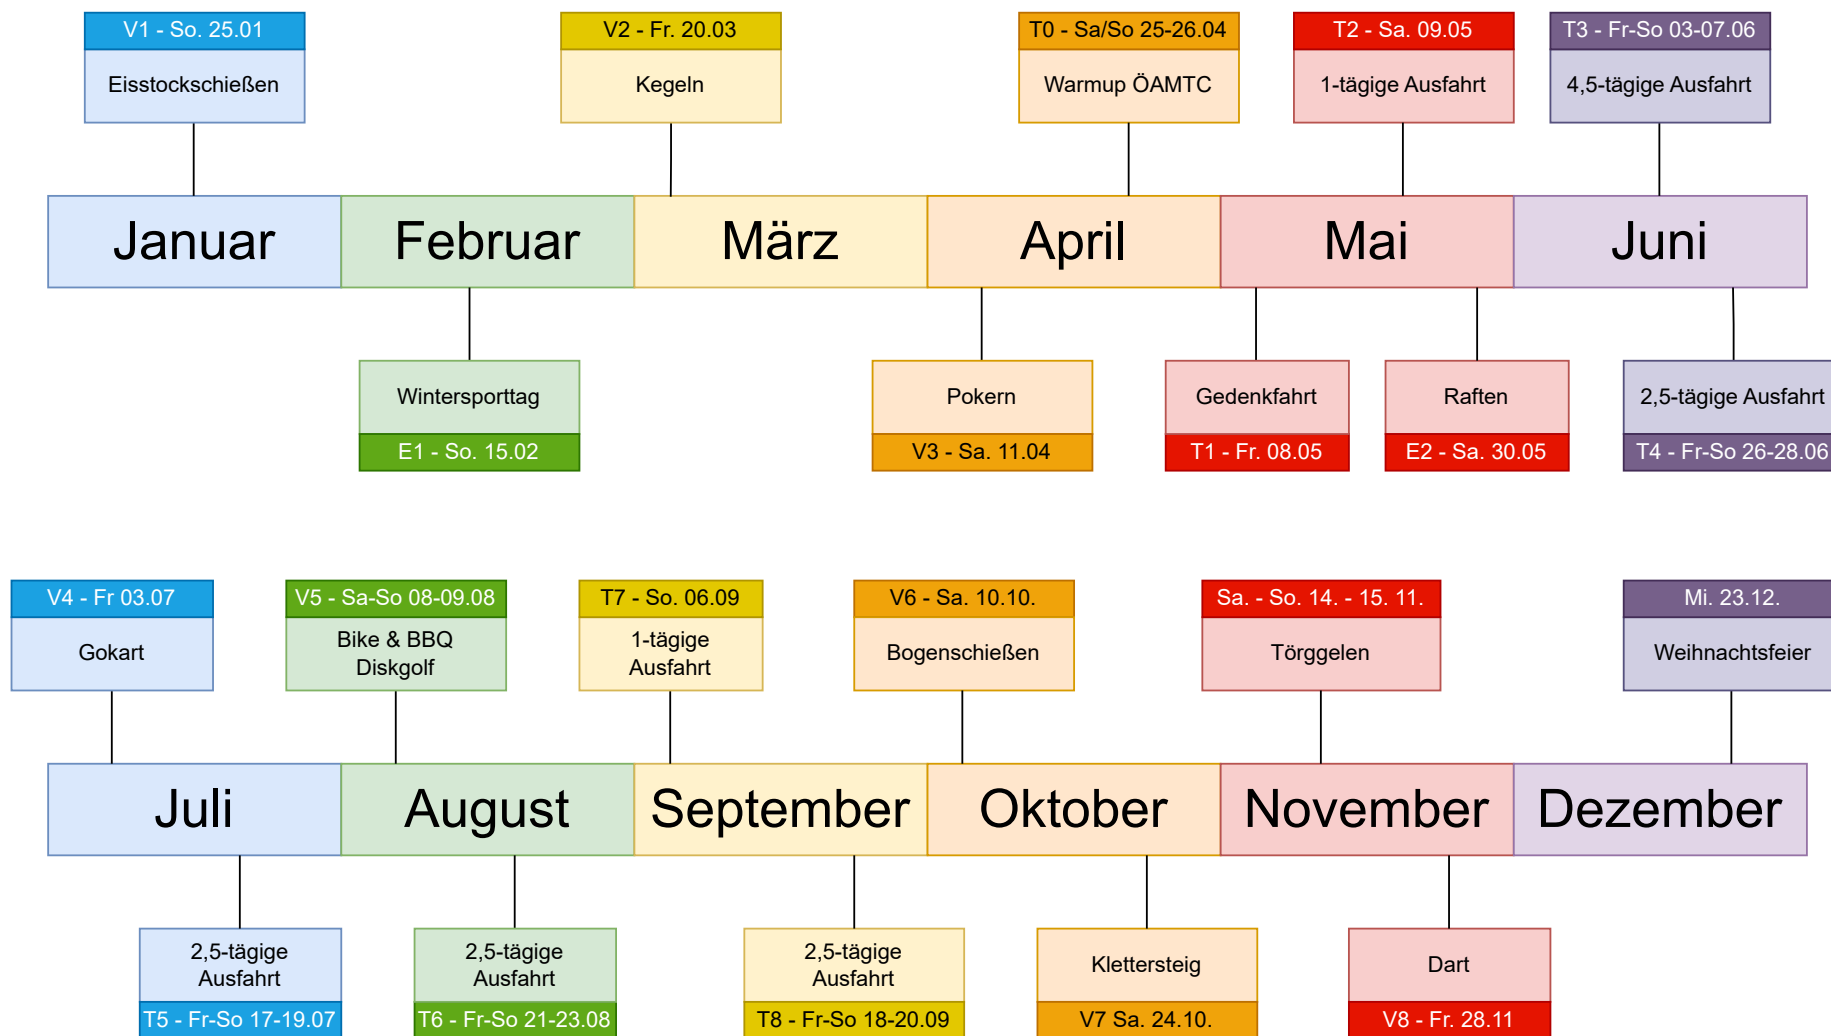 V1 - So. 25.01
Eisstockschießen
V2 - Fr. 20.03
Kegeln
T0 - Sa/So 25-26.04
Warmup ÖAMTC
T2 - Sa. 09.05
1-tägige Ausfahrt
T3 - Fr-So 03-07.06
4,5-tägige Ausfahrt
Januar
Februar
März
April
Mai
Juni
Wintersporttag
E1 - So. 15.02
Pokern
V3 - Sa. 11.04
Gedenkfahrt
T1 - Fr. 08.05
Raften
E2 - Sa. 30.05
2,5-tägige Ausfahrt
T4 - Fr-So 26-28.06
V4 - Fr 03.07
Gokart
V5 - Sa-So 08-09.08
Bike & BBQ
Diskgolf
T7 - So. 06.09
1-tägige
Ausfahrt
V6 - Sa. 10.10.
Bogenschießen
Sa. - So. 14. - 15. 11.
Törggelen
Mi. 23.12.
Weihnachtsfeier
Juli
August
September
Oktober
November
Dezember
2,5-tägige
Ausfahrt
T5 - Fr-So 17-19.07
2,5-tägige
Ausfahrt
T6 - Fr-So 21-23.08
2,5-tägige
Ausfahrt
T8 - Fr-So 18-20.09
Klettersteig
V7 Sa. 24.10.
Dart
V8 - Fr. 28.11